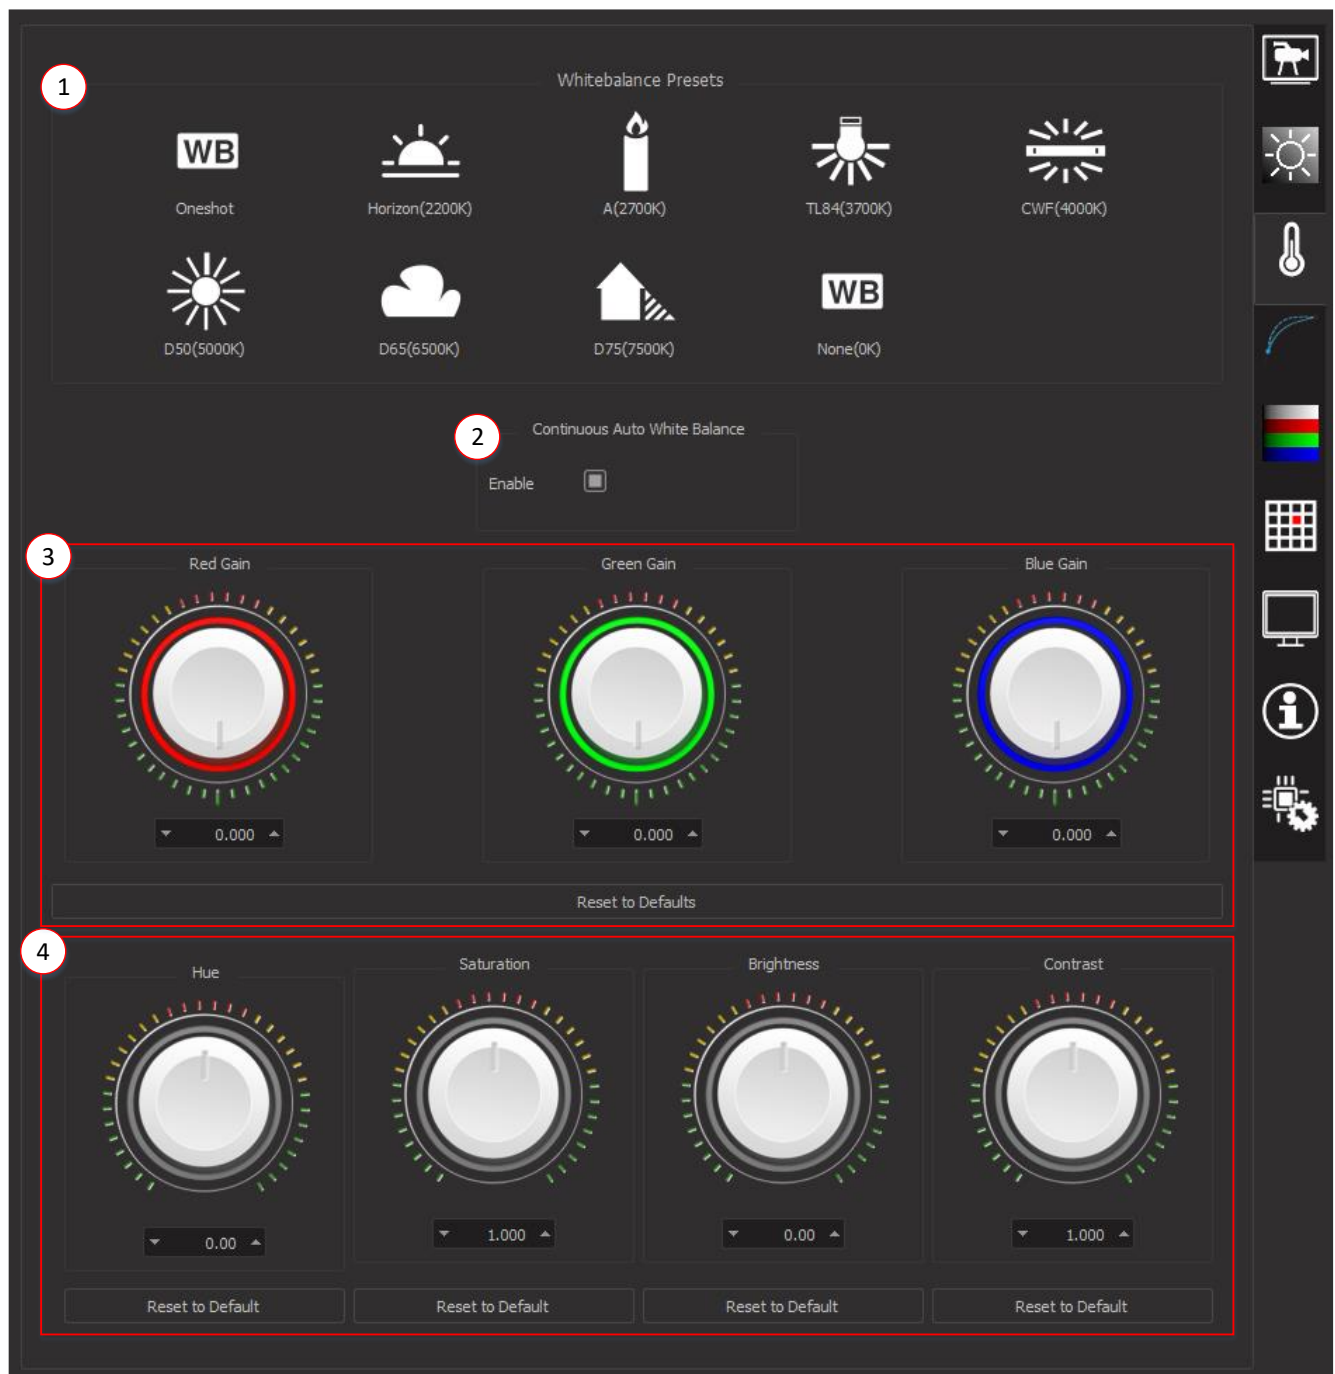 1
Whitebalance Presets
WB WB
Oneshot Horizon(2200K) A(2700K) TL84(3700K) CWF(4000K)
D50(5000K) D65(6500K) D75(7500K) None(0K)
2
Continuous Auto White Balance
Enable
3
Red Gain Green Gain Blue Gain
0.000 0.000 0.000
Reset to Defaults
4
Hue Saturation Brightness Contrast
0.00 1.000 0.00 1.000
Reset to Default Reset to Default Reset to Default Reset to Default